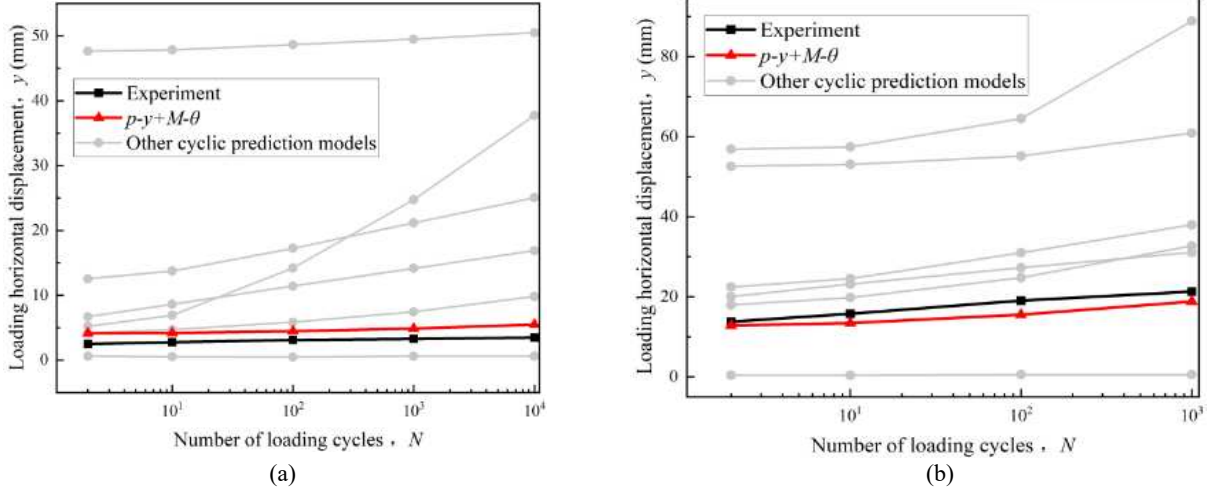 50
40
30
20
10
0
10¹
10²
10³
10⁴
Loading horizontal displacement, y (mm)
Number of loading cycles, N
Experiment
p-y+M-θ
Other cyclic prediction models
(a)
80
60
40
20
0
10¹
10²
10³
Loading horizontal displacement, y (mm)
Number of loading cycles, N
Experiment
p-y+M-θ
Other cyclic prediction models
(b)